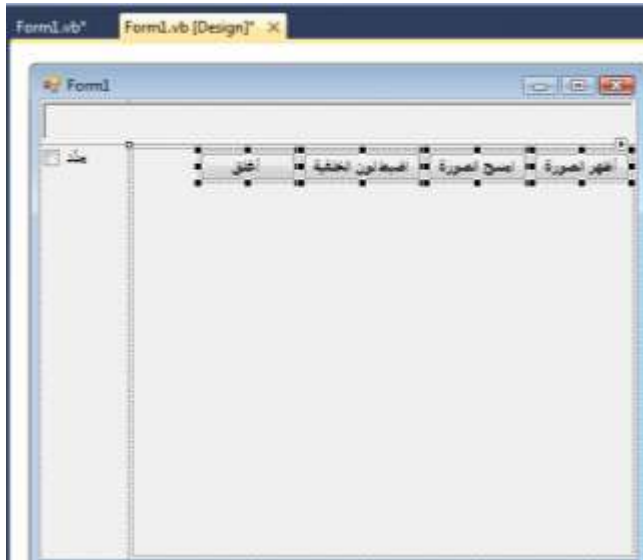 Form1.vb* Form1.vb [Design]* ×
Form1
مدّد
أظهر الصورة امسح الصورة اضبط لون الخلفية أغلق